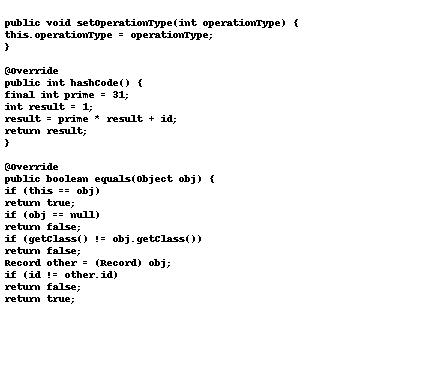 public void setOperationType(int operationType) {
this.operationType = operationType;
}
@Override
public int hashCode() {
final int prime = 31;
int result = 1;
result = prime * result + id;
return result;
}
@Override
public boolean equals(Object obj) {
if (this == obj)
return true;
if (obj == null)
return false;
if (getClass() != obj.getClass())
return false;
Record other = (Record) obj;
if (id != other.id)
return false;
return true;